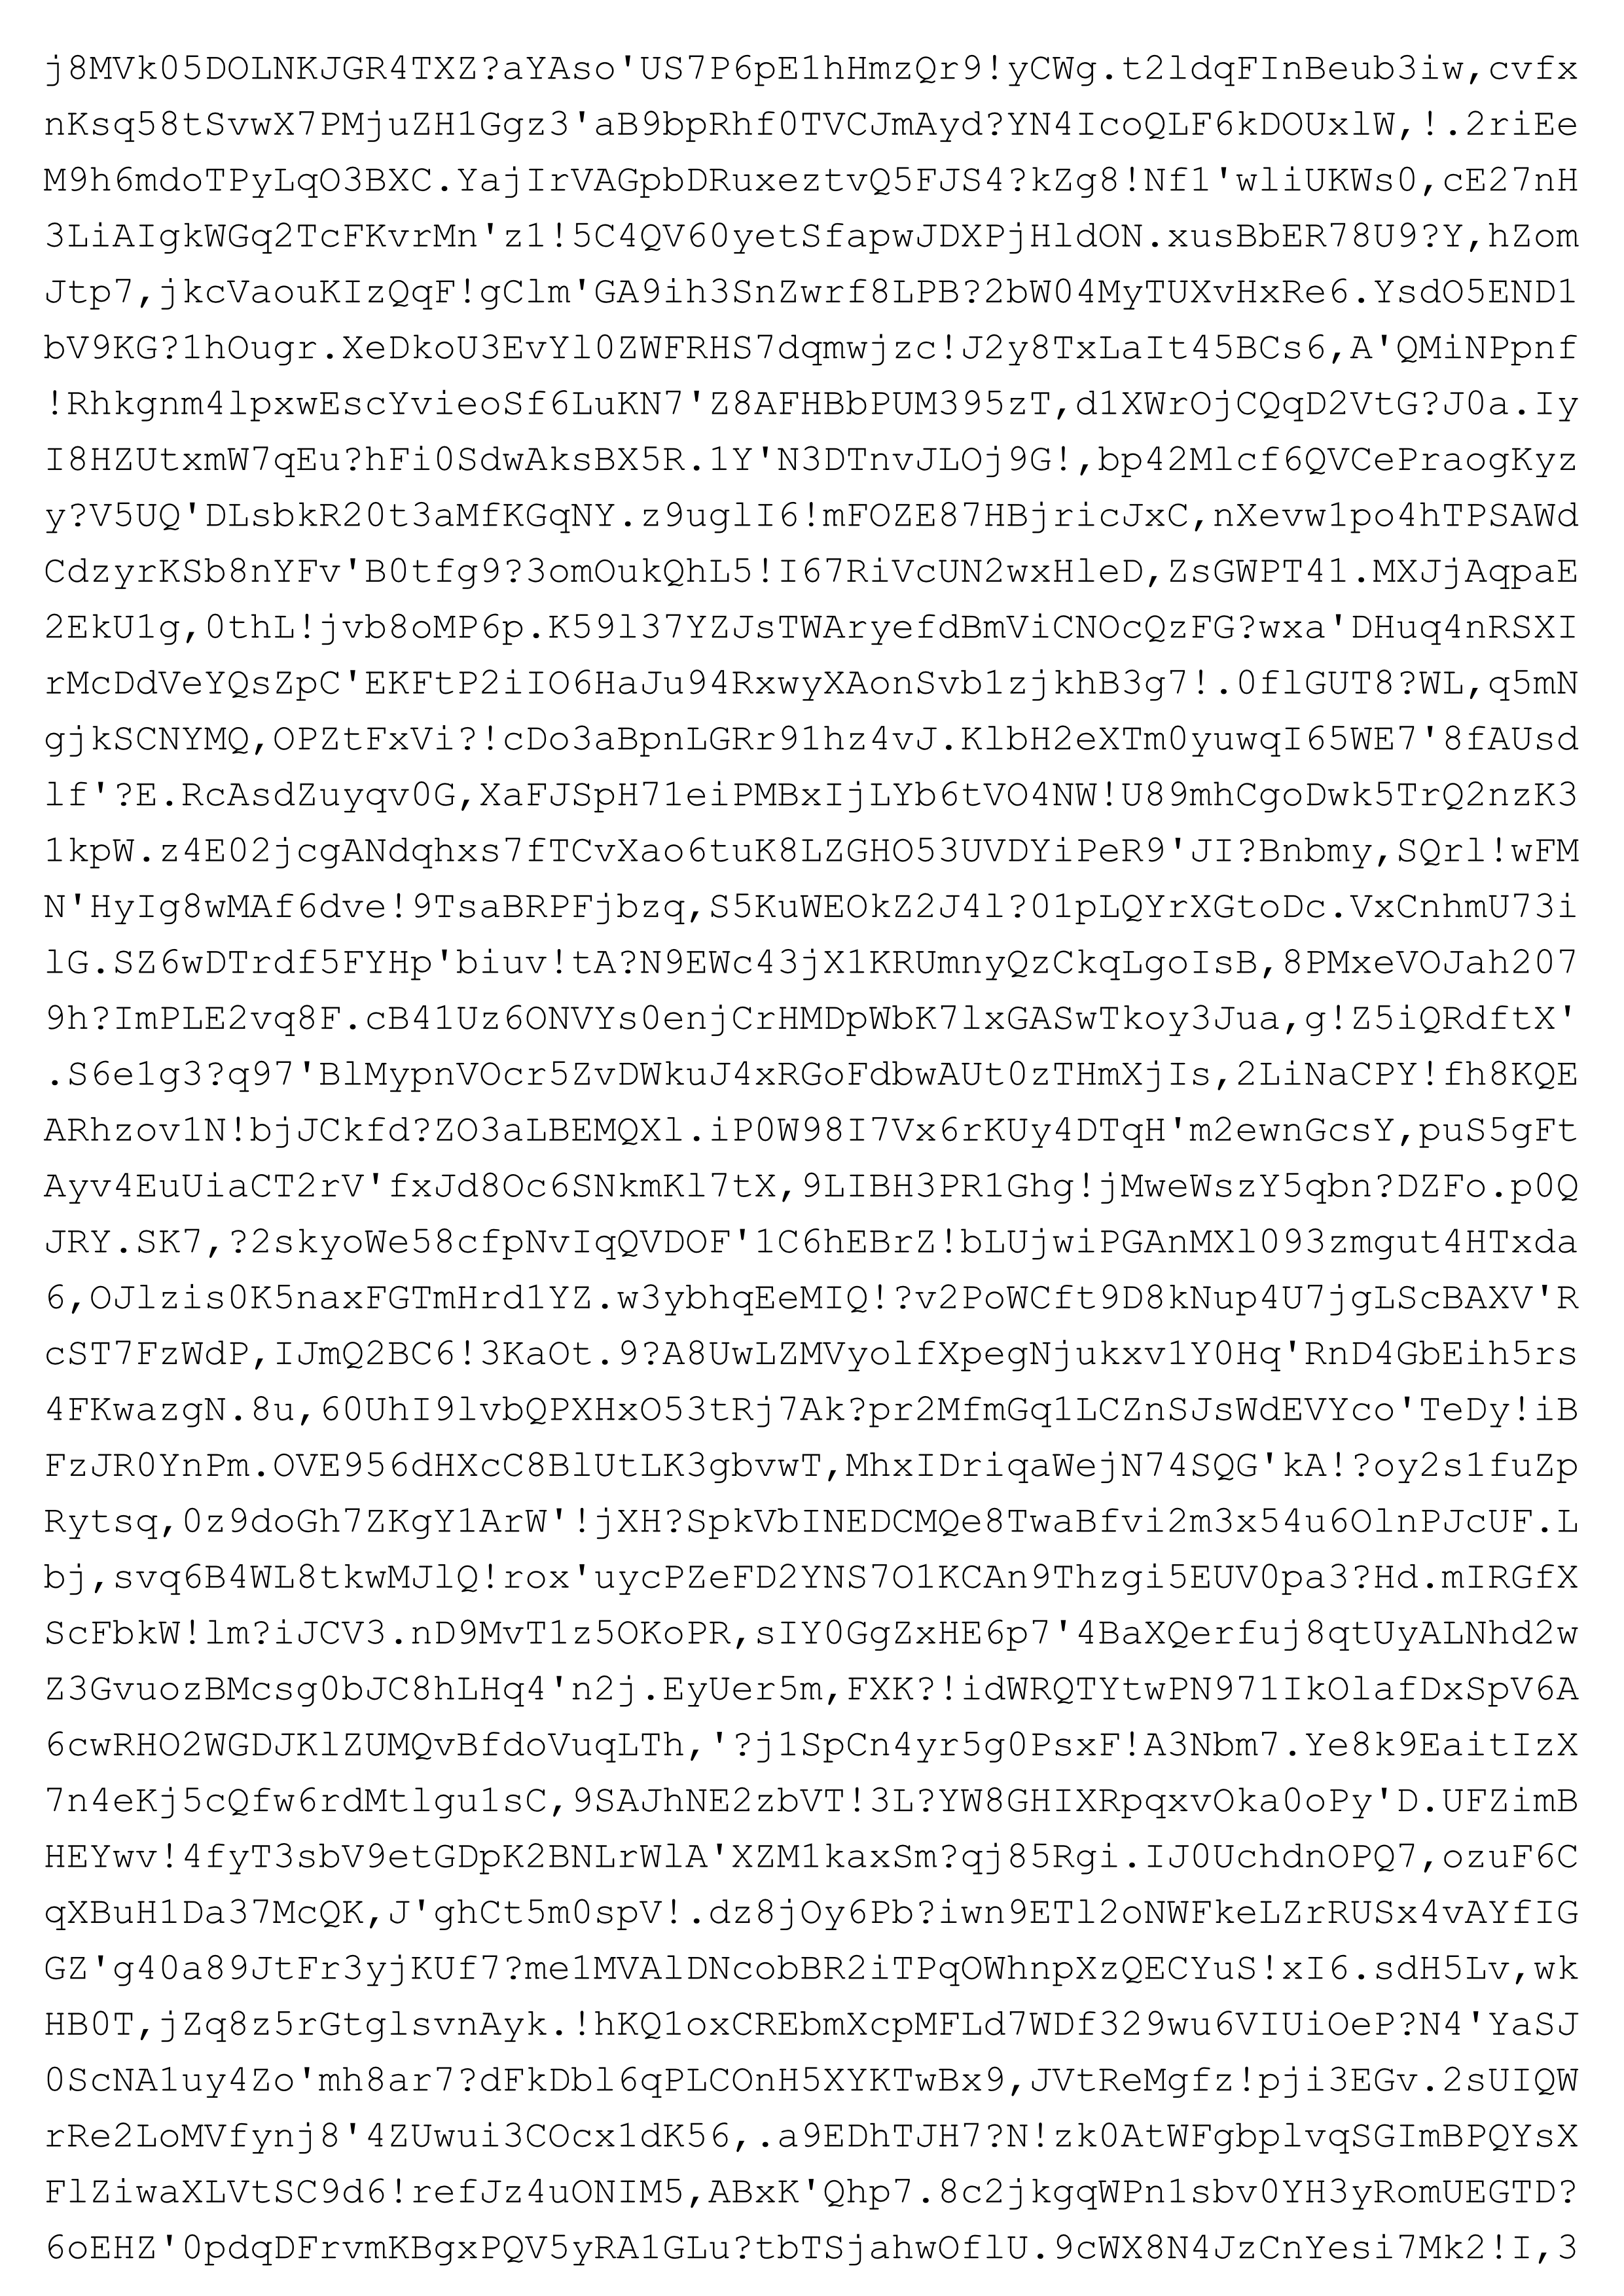 j8MVk05DOLNKJGR4TXZ?aYAso'US7P6pE1hHmzQr9!yCWg.t2ldqFInBeub3iw,cvfx
nKsq58tSvwX7PMjuZH1Ggz3'aB9bpRhf0TVCJmAyd?YN4IcoQLF6kDOUxlW,!.2riEe
M9h6mdoTPyLqO3BXC.YajIrVAGpbDRuxeztvQ5FJS4?kZg8!Nf1'wliUKWs0,cE27nH
3LiAIgkWGq2TcFKvrMn'z1!5C4QV60yetSfapwJDXPjHldON.xusBbER78U9?Y,hZom
Jtp7,jkcVaouKIzQqF!gClm'GA9ih3SnZwrf8LPB?2bW04MyTUXvHxRe6.YsdO5END1
bV9KG?1hOugr.XeDkoU3EvYl0ZWFRHS7dqmwjzc!J2y8TxLaIt45BCs6,A'QMiNPpnf
!Rhkgnm4lpxwEscYvieoSf6LuKN7'Z8AFHBbPUM395zT,d1XWrOjCQqD2VtG?J0a.Iy
I8HZUtxmW7qEu?hFi0SdwAksBX5R.1Y'N3DTnvJLOj9G!,bp42Mlcf6QVCePraogKyz
y?V5UQ'DLsbkR20t3aMfKGqNY.z9uglI6!mFOZE87HBjricJxC,nXevw1po4hTPSAWd
CdzyrKSb8nYFv'B0tfg9?3omOukQhL5!I67RiVcUN2wxHleD,ZsGWPT41.MXJjAqpaE
2EkU1g,0thL!jvb8oMP6p.K59l37YZJsTWAryefdBmViCNOcQzFG?wxa'DHuq4nRSXI
rMcDdVeYQsZpC'EKFtP2iIO6HaJu94RxwyXAonSvb1zjkhB3g7!.0flGUT8?WL,q5mN
gjkSCNYMQ,OPZtFxVi?!cDo3aBpnLGRr91hz4vJ.KlbH2eXTm0yuwqI65WE7'8fAUsd
lf'?E.RcAsdZuyqv0G,XaFJSpH71eiPMBxIjLYb6tVO4NW!U89mhCgoDwk5TrQ2nzK3
1kpW.z4E02jcgANdqhxs7fTCvXao6tuK8LZGHO53UVDYiPeR9'JI?Bnbmy,SQrl!wFM
N'HyIg8wMAf6dve!9TsaBRPFjbzq,S5KuWEOkZ2J4l?01pLQYrXGtoDc.VxCnhmU73i
lG.SZ6wDTrdf5FYHp'biuv!tA?N9EWc43jX1KRUmnyQzCkqLgoIsB,8PMxeVOJah207
9h?ImPLE2vq8F.cB41Uz6ONVYs0enjCrHMDpWbK7lxGASwTkoy3Jua,g!Z5iQRdftX'
.S6e1g3?q97'BlMypnVOcr5ZvDWkuJ4xRGoFdbwAUt0zTHmXjIs,2LiNaCPY!fh8KQE
ARhzov1N!bjJCkfd?ZO3aLBEMQXl.iP0W98I7Vx6rKUy4DTqH'm2ewnGcsY,puS5gFt
Ayv4EuUiaCT2rV'fxJd8Oc6SNkmKl7tX,9LIBH3PR1Ghg!jMweWszY5qbn?DZFo.p0Q
JRY.SK7,?2skyoWe58cfpNvIqQVDOF'1C6hEBrZ!bLUjwiPGAnMXl093zmgut4HTxda
6,OJlzis0K5naxFGTmHrd1YZ.w3ybhqEeMIQ!?v2PoWCft9D8kNup4U7jgLScBAXV'R
cST7FzWdP,IJmQ2BC6!3KaOt.9?A8UwLZMVyolfXpegNjukxv1Y0Hq'RnD4GbEih5rs
4FKwazgN.8u,60UhI9lvbQPXHxO53tRj7Ak?pr2MfmGq1LCZnSJsWdEVYco'TeDy!iB
FzJR0YnPm.OVE956dHXcC8BlUtLK3gbvwT,MhxIDriqaWejN74SQG'kA!?oy2s1fuZp
Rytsq,0z9doGh7ZKgY1ArW'!jXH?SpkVbINEDCMQe8TwaBfvi2m3x54u6OlnPJcUF.L
bj,svq6B4WL8tkwMJlQ!rox'uycPZeFD2YNS7O1KCAn9Thzgi5EUV0pa3?Hd.mIRGfX
ScFbkW!lm?iJCV3.nD9MvT1z5OKoPR,sIY0GgZxHE6p7'4BaXQerfuj8qtUyALNhd2w
Z3GvuozBMcsg0bJC8hLHq4'n2j.EyUer5m,FXK?!idWRQTYtwPN971IkOlafDxSpV6A
6cwRHO2WGDJKlZUMQvBfdoVuqLTh,'?j1SpCn4yr5g0PsxF!A3Nbm7.Ye8k9EaitIzX
7n4eKj5cQfw6rdMtlgu1sC,9SAJhNE2zbVT!3L?YW8GHIXRpqxvOka0oPy'D.UFZimB
HEYwv!4fyT3sbV9etGDpK2BNLrWlA'XZM1kaxSm?qj85Rgi.IJ0UchdnOPQ7,ozuF6C
qXBuH1Da37McQK,J'ghCt5m0spV!.dz8jOy6Pb?iwn9ETl2oNWFkeLZrRUSx4vAYfIG
GZ'g40a89JtFr3yjKUf7?me1MVAlDNcobBR2iTPqOWhnpXzQECYuS!xI6.sdH5Lv,wk
HB0T,jZq8z5rGtglsvnAyk.!hKQ1oxCREbmXcpMFLd7WDf329wu6VIUiOeP?N4'YaSJ
0ScNA1uy4Zo'mh8ar7?dFkDbl6qPLCOnH5XYKTwBx9,JVtReMgfz!pji3EGv.2sUIQW
rRe2LoMVfynj8'4ZUwui3COcx1dK56,.a9EDhTJH7?N!zk0AtWFgbplvqSGImBPQYsX
FlZiwaXLVtSC9d6!refJz4uONIM5,ABxK'Qhp7.8c2jkgqWPn1sbv0YH3yRomUEGTD?
6oEHZ'0pdqDFrvmKBgxPQV5yRA1GLu?tbTSjahwOflU.9cWX8N4JzCnYesi7Mk2!I,3